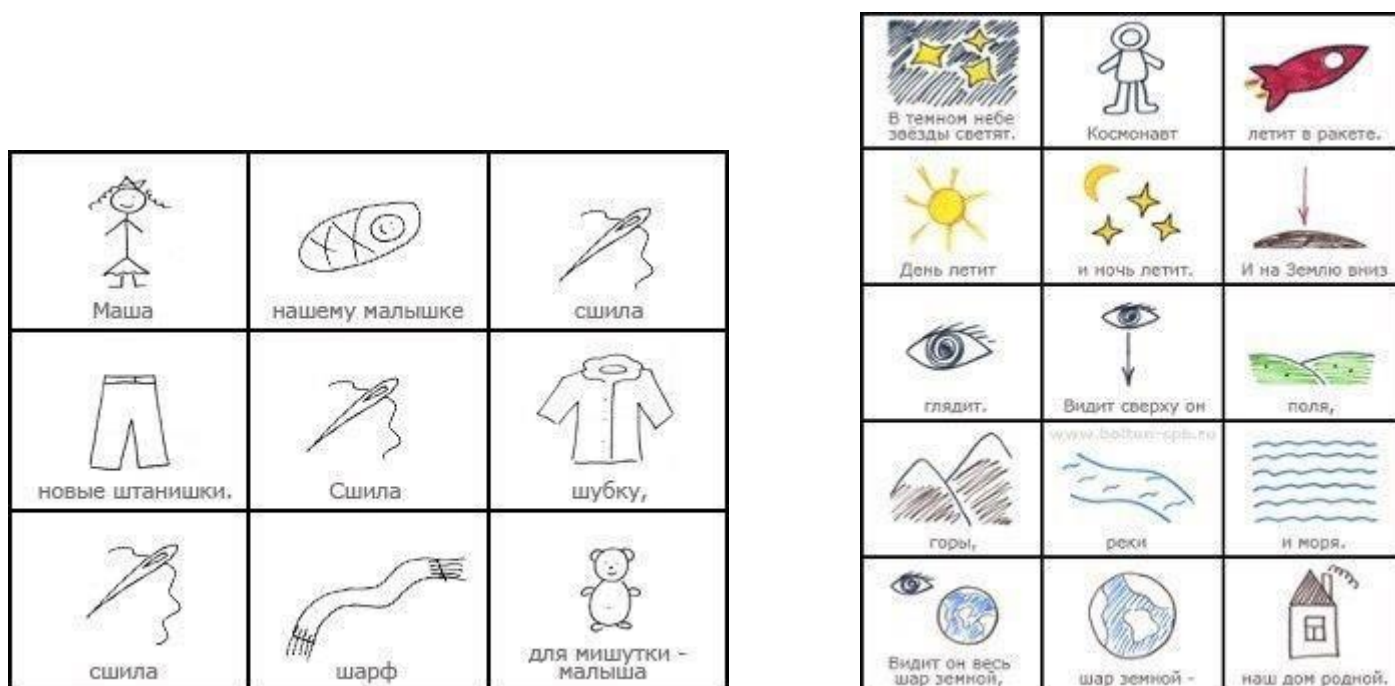 Маша
нашему малышке
сшила
новые штанишки.
Сшила
шубку,
сшила
шарф
для мишутки -
малыша
В темном небе
звёзды светят.
Космонавт
летит в ракете.
День летит
и ночь летит.
И на Землю вниз
глядит.
Видит сверху он
поля,
www.boltun-spb.ru
горы,
реки
и моря.
Видит он весь
шар земной,
шар земной -
наш дом родной.